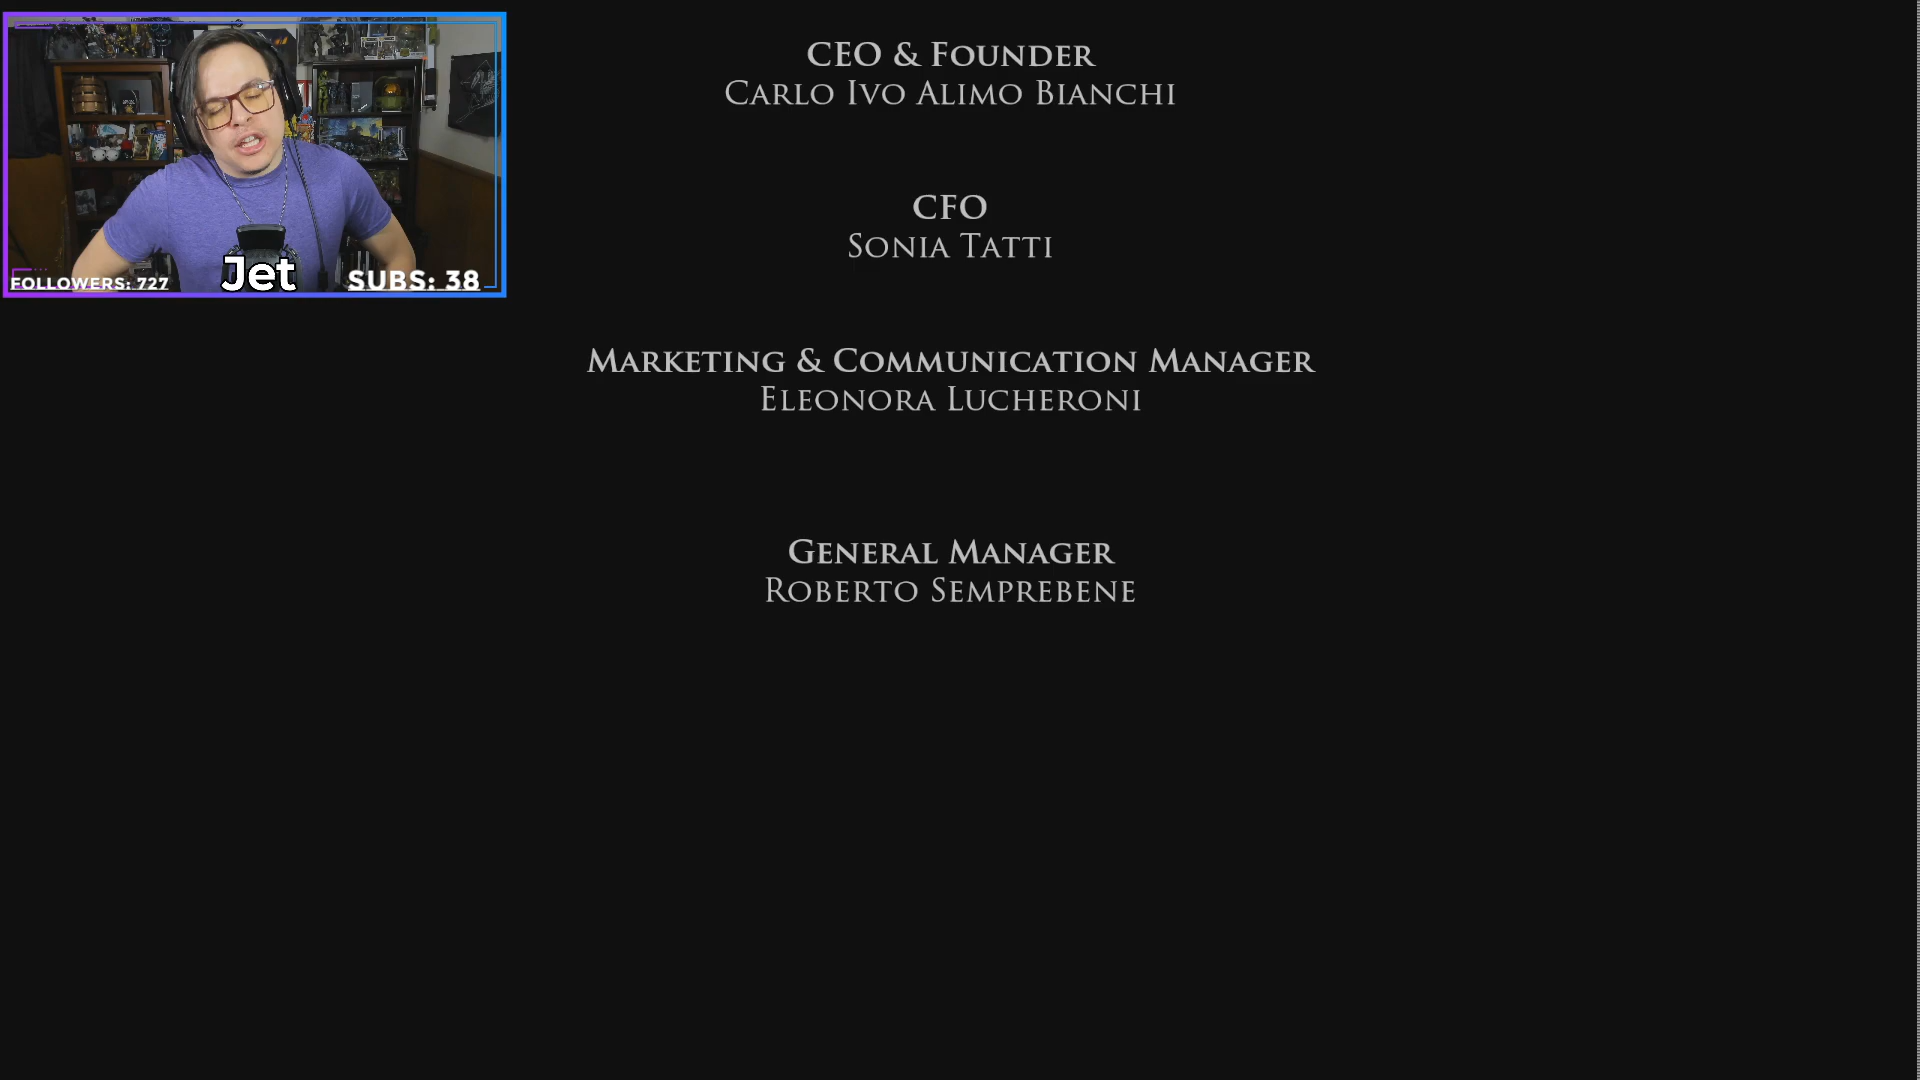 CEO & FOUNDER
CARLO IVO ALIMO BIANCHI
CFO
SONIA TATTI
MARKETING & COMMUNICATION MANAGER
ELEONORA LUCHERONI
GENERAL MANAGER
ROBERTO SEMPREBENE
FOLLOWERS: 727
Jet
SUBS: 38